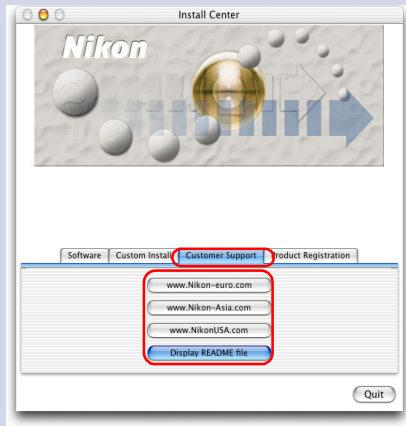 Install Center
Nikon
Software Custom Install Customer Support Product Registration
www.Nikon-euro.com
www.Nikon-Asia.com
www.NikonUSA.com
Display README file
Quit